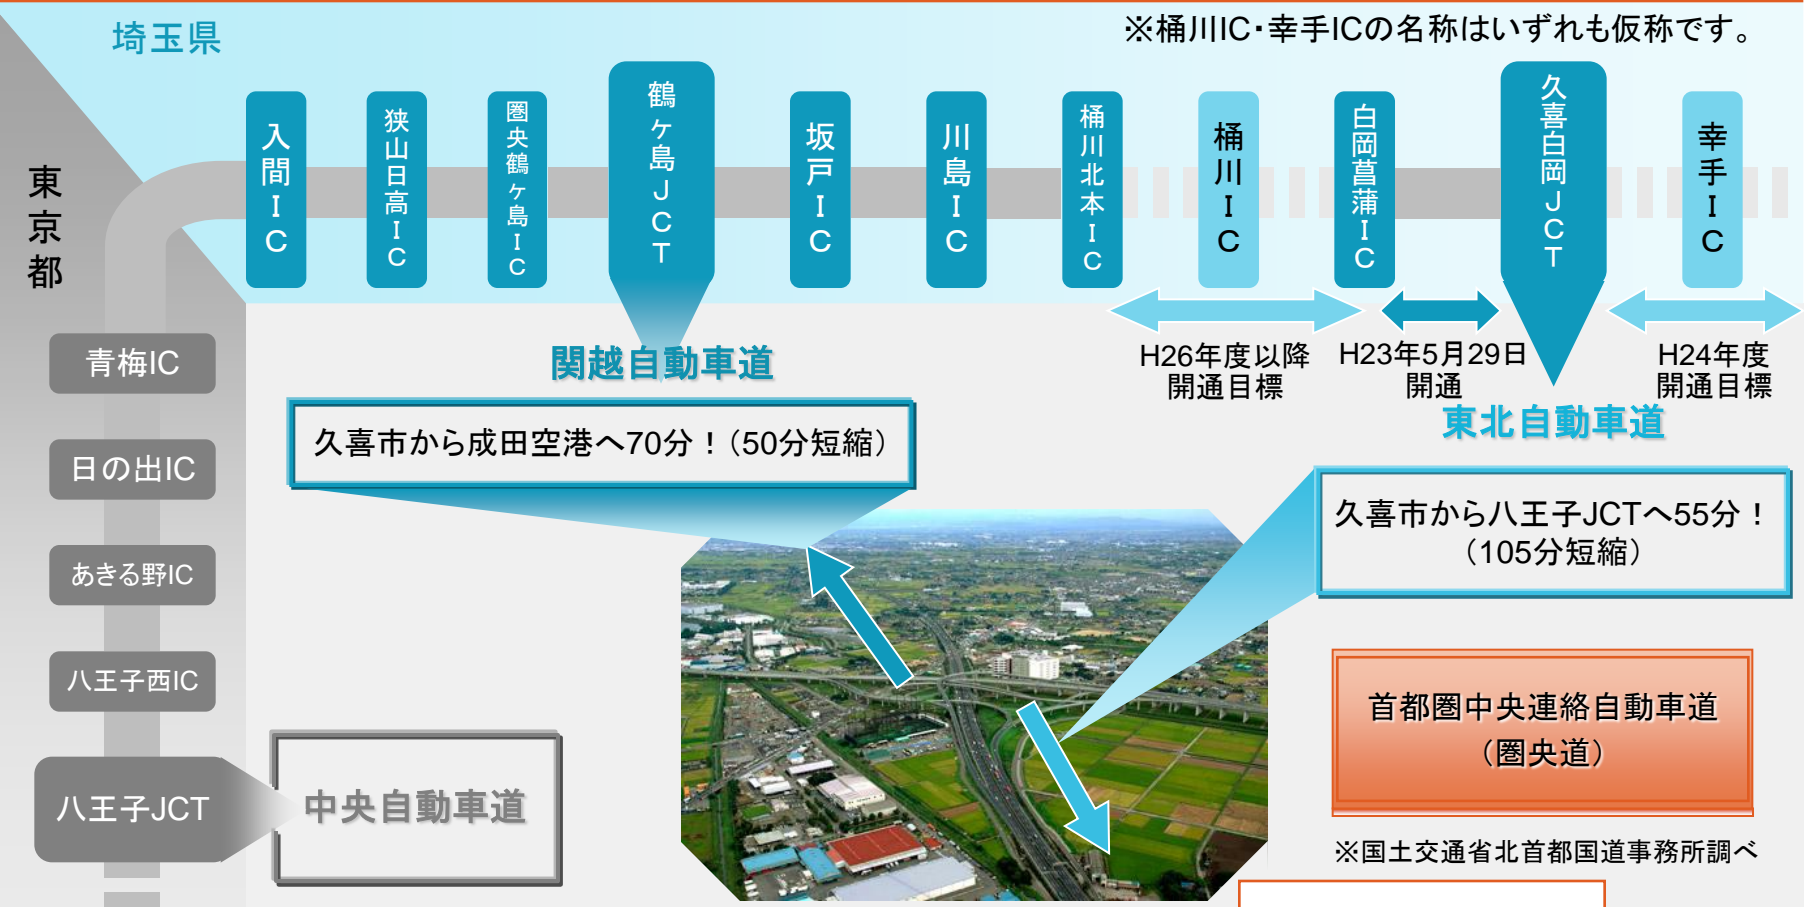 埼玉県
※桶川IC・幸手ICの名称はいずれも仮称です。
東京都
入間IC
狭山日高IC
圏央鶴ヶ島IC
鶴ヶ島JCT
坂戸IC
川島IC
桶川北本IC
桶川IC
白岡菖蒲IC
久喜白岡JCT
幸手IC
青梅IC
日の出IC
あきる野IC
八王子西IC
八王子JCT
関越自動車道
H26年度以降
開通目標
H23年5月29日
開通
H24年度
開通目標
東北自動車道
久喜市から成田空港へ70分！（50分短縮）
久喜市から八王子JCTへ55分！
（105分短縮）
中央自動車道
首都圏中央連絡自動車道
（圏央道）
※国土交通省北首都国道事務所調べ